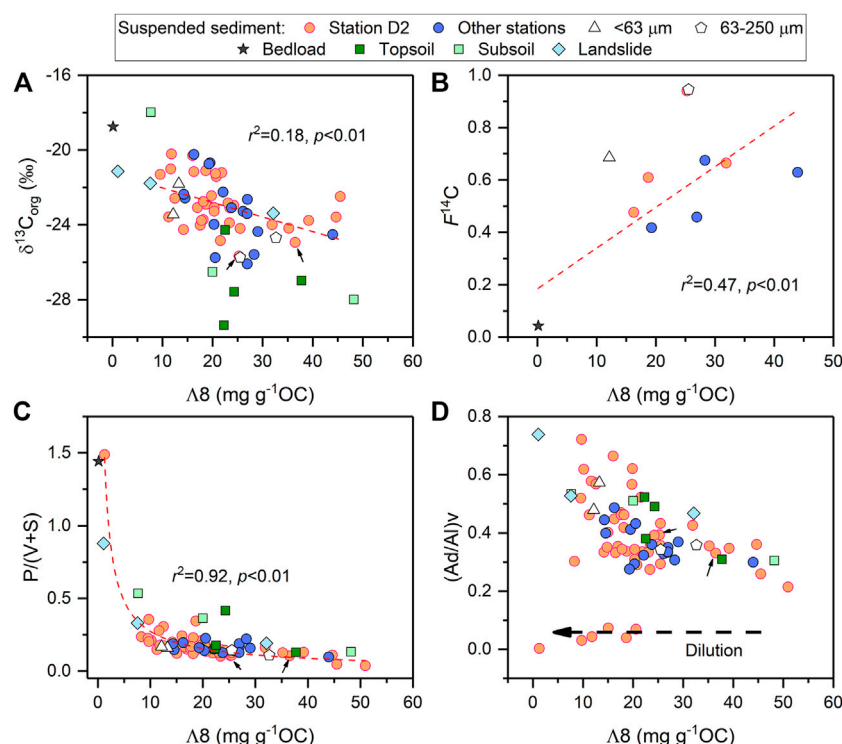 Suspended sediment: Station D2 Other stations <63 μm 63-250 μm
Bedload Topsoil Subsoil Landslide
A
-16
-20
-24
-28
δ¹³Corg (‰)
r²=0.18, p<0.01
0 10 20 30 40 50 60
Λ8 (mg g⁻¹OC)
B
1.0
0.8
0.6
0.4
0.2
0.0
F¹⁴C
r²=0.47, p<0.01
0 10 20 30 40 50
Λ8 (mg g⁻¹OC)
C
1.5
1.0
0.5
0.0
P/(V+S)
r²=0.92, p<0.01
0 10 20 30 40 50 60
Λ8 (mg g⁻¹OC)
D
0.8
0.6
0.4
0.2
0.0
(Ad/Al)v
Dilution
0 10 20 30 40 50 60
Λ8 (mg g⁻¹OC)